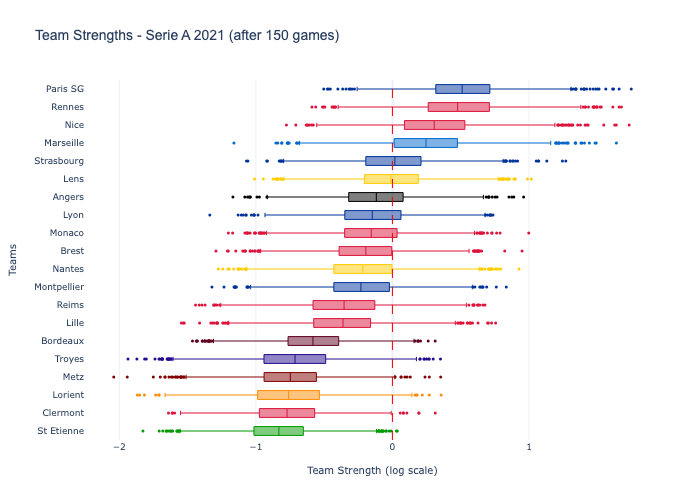 Team Strengths - Serie A 2021 (after 150 games)
Paris SG
Rennes
Nice
Marseille
Strasbourg
Lens
Angers
Lyon
Monaco
Brest
Nantes
Montpellier
Reims
Lille
Bordeaux
Troyes
Metz
Lorient
Clermont
St Etienne
Teams
−2 −1 0 1
Team Strength (log scale)